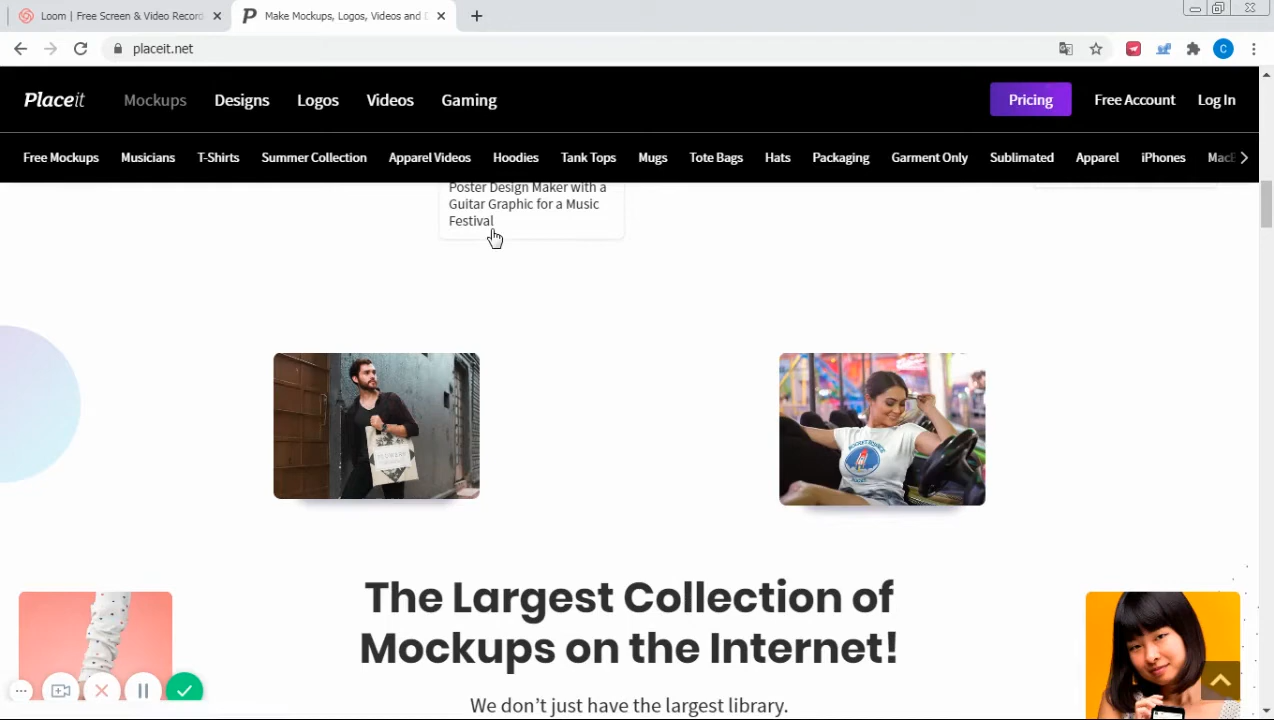 Loom | Free Screen & Video Record
Make Mockups, Logos, Videos and
placeit.net
C
Placeit
Mockups
Designs
Logos
Videos
Gaming
Pricing
Free Account
Log In
Free Mockups
Musicians
T-Shirts
Summer Collection
Apparel Videos
Hoodies
Tank Tops
Mugs
Tote Bags
Hats
Packaging
Garment Only
Sublimated
Apparel
iPhones
Mac
Poster Design Maker with a
Guitar Graphic for a Music
Festival
The Largest Collection of
Mockups on the Internet!
We don’t just have the largest library.